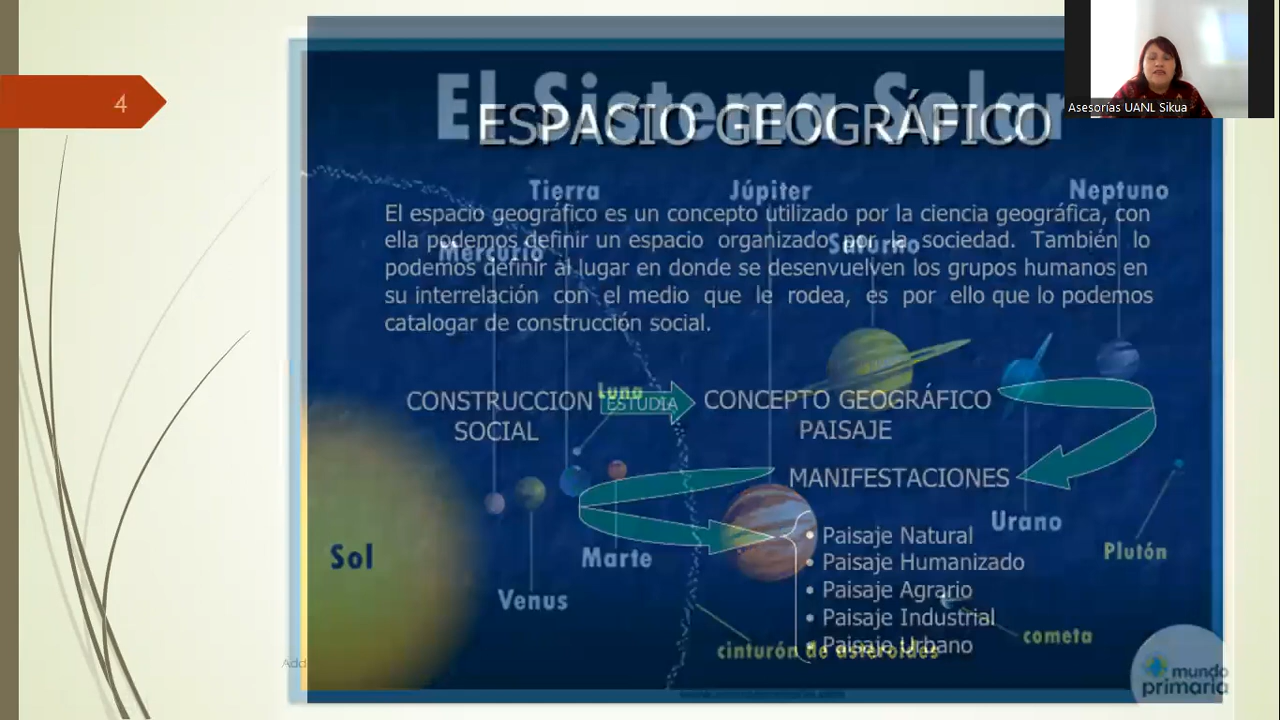 4
Asesorías UANL Sikua
El Sistema Solar
ESPACIO GEOGRÁFICO
Tierra
Júpiter
Neptuno
Mercurio
Saturno
El espacio geográfico es un concepto utilizado por la ciencia geográfica, con
ella podemos definir un espacio organizado por la sociedad. También lo
podemos definir al lugar en donde se desenvuelven los grupos humanos en
su interrelación con el medio que le rodea, es por ello que lo podemos
catalogar de construcción social.
Luna
CONSTRUCCION
SOCIAL
ESTUDIA
CONCEPTO GEOGRÁFICO
PAISAJE
MANIFESTACIONES
• Paisaje Natural
• Paisaje Humanizado
• Paisaje Agrario
• Paisaje Industrial
• Paisaje Urbano
Urano
Plutón
Sol
Marte
Venus
cometa
cinturón de asteroides
Add
mundo
primaria